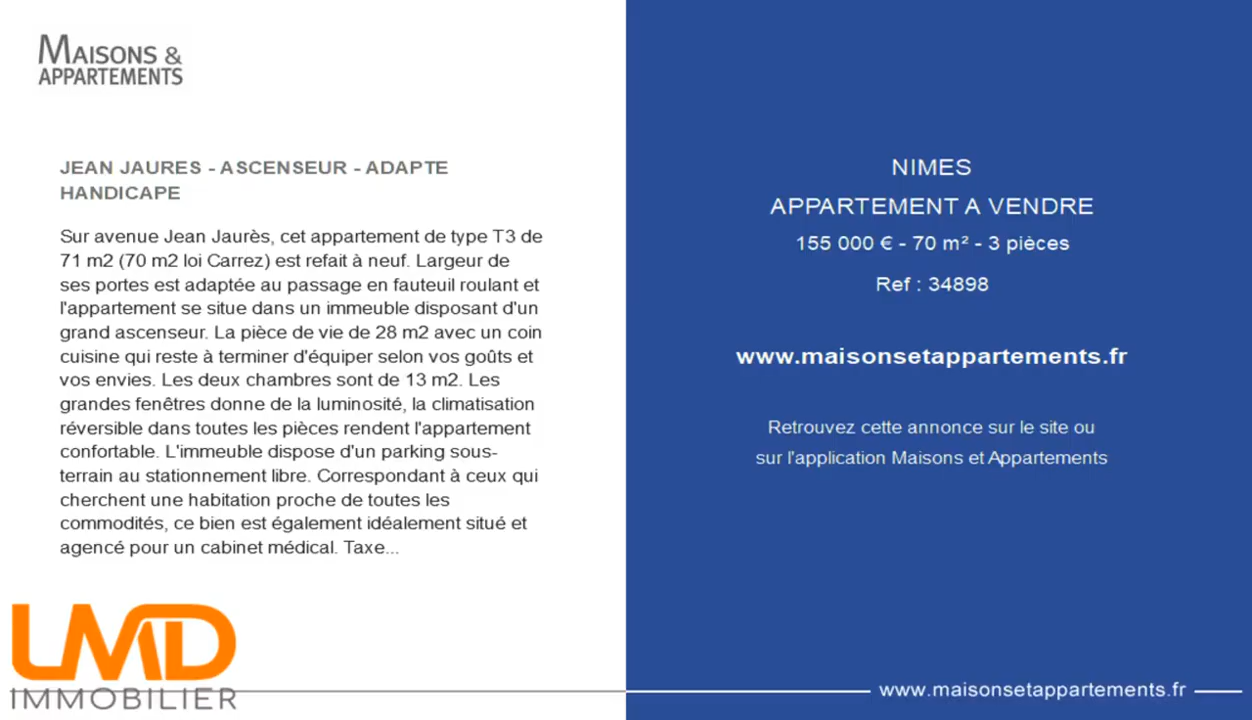 MAISONS &
APPARTEMENTS
JEAN JAURES - ASCENSEUR - ADAPTE
HANDICAPE
Sur avenue Jean Jaurès, cet appartement de type T3 de
71 m2 (70 m2 loi Carrez) est refait à neuf. Largeur de
ses portes est adaptée au passage en fauteuil roulant et
l'appartement se situe dans un immeuble disposant d'un
grand ascenseur. La pièce de vie de 28 m2 avec un coin
cuisine qui reste à terminer d'équiper selon vos goûts et
vos envies. Les deux chambres sont de 13 m2. Les
grandes fenêtres donne de la luminosité, la climatisation
réversible dans toutes les pièces rendent l'appartement
confortable. L'immeuble dispose d'un parking sous-
terrain au stationnement libre. Correspondant à ceux qui
cherchent une habitation proche de toutes les
commodités, ce bien est également idéalement situé et
agencé pour un cabinet médical. Taxe...
LMD
IMMOBILIER
NIMES
APPARTEMENT A VENDRE
155 000 € - 70 m² - 3 pièces
Ref : 34898
www.maisonsetappartements.fr
Retrouvez cette annonce sur le site ou
sur l'application Maisons et Appartements
www.maisonsetappartements.fr